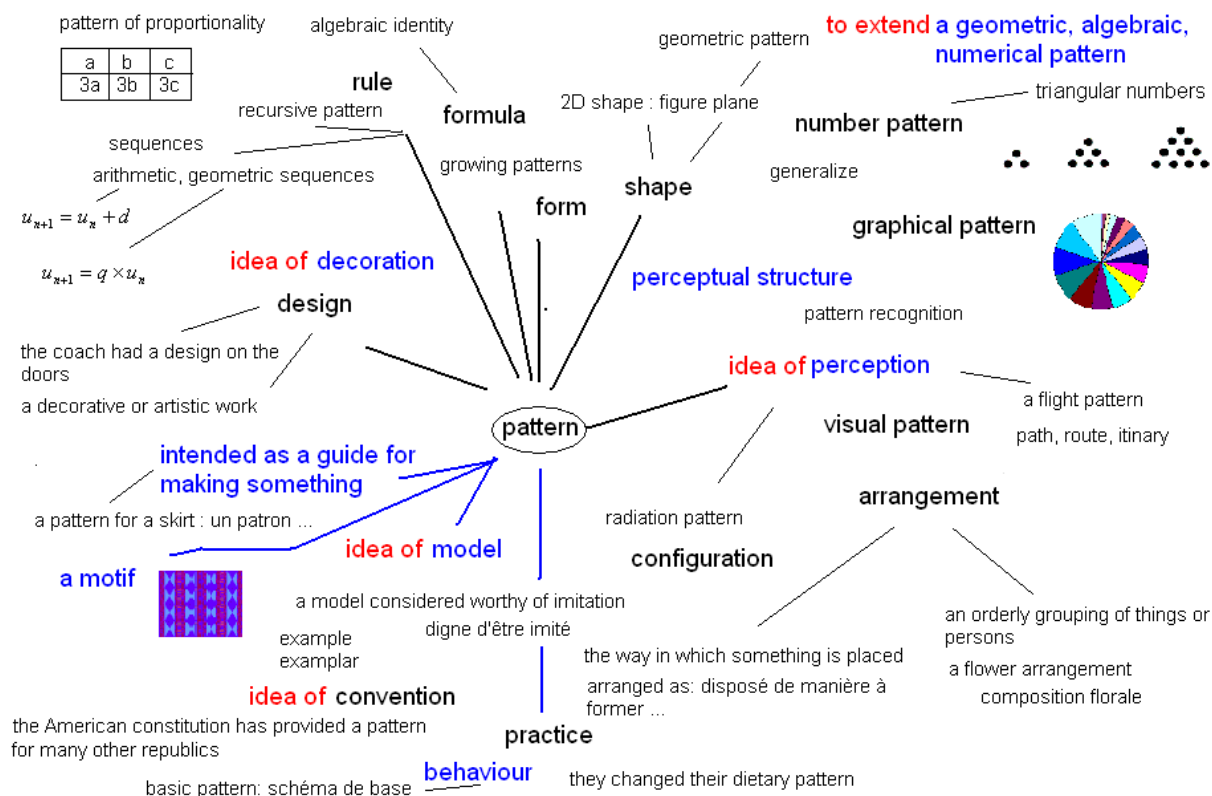 pattern of proportionality
a b c
3a 3b 3c
algebraic identity
rule
formula
recursive pattern
sequences
arithmetic, geometric sequences
uₙ₊₁ = uₙ + d
uₙ₊₁ = q × uₙ
growing patterns
form
geometric pattern
2D shape : figure plane
shape
to extend a geometric, algebraic,
numerical pattern
triangular numbers
number pattern
generalize
graphical pattern
idea of decoration
design
the coach had a design on the
doors
a decorative or artistic work
perceptual structure
pattern recognition
idea of perception
a flight pattern
path, route, itinary
visual pattern
pattern
arrangement
intended as a guide for
making something
a pattern for a skirt : un patron ...
a motif
idea of model
radiation pattern
configuration
a model considered worthy of imitation
digne d'être imité
example
examplar
idea of convention
the American constitution has provided a pattern
for many other republics
practice
behaviour
basic pattern: schéma de base
they changed their dietary pattern
the way in which something is placed
arranged as: disposé de manière à
former ...
an orderly grouping of things or
persons
a flower arrangement
composition florale